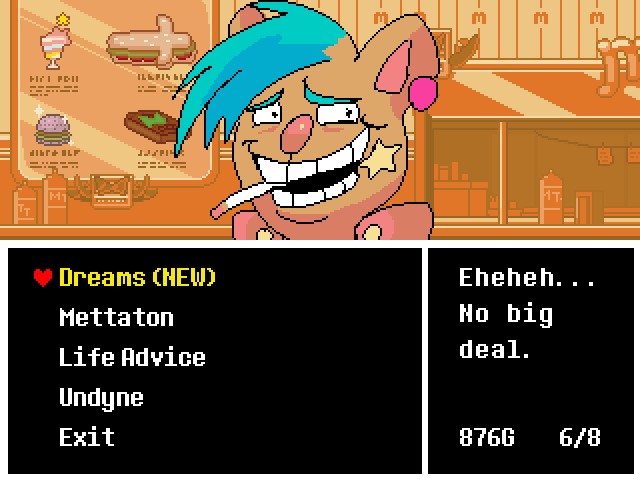 Dreams (NEW)
Mettaton
Life Advice
Undyne
Exit
Eheheh...
No big
deal.
876G 6/8